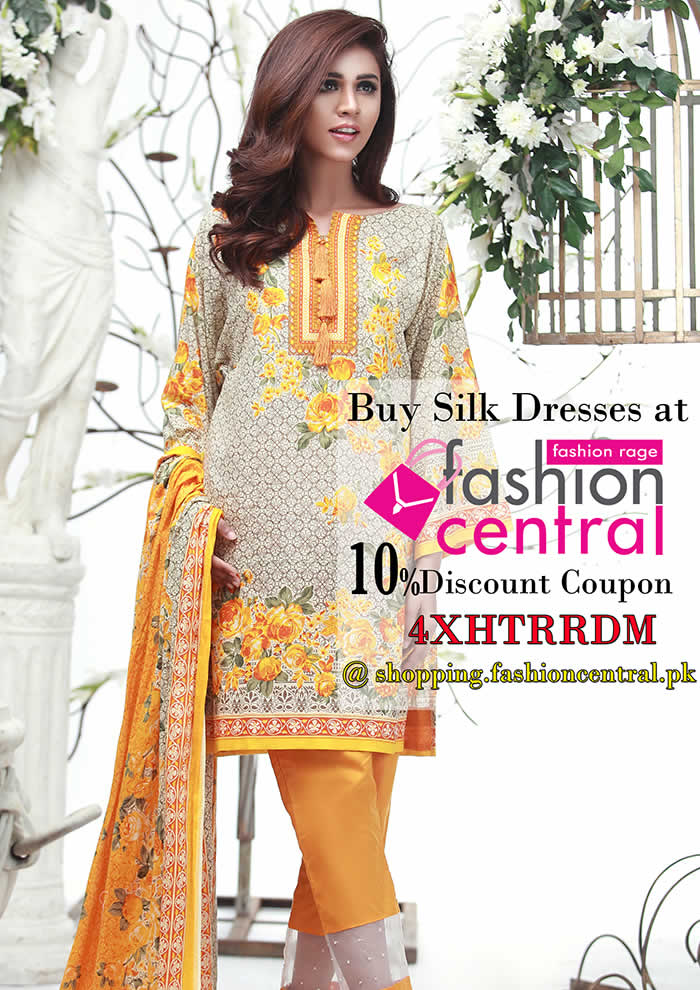 Buy Silk Dresses at
fashion rage
fashion
central
10%Discount Coupon
4XHTRRDM
@ shopping.fashioncentral.pk